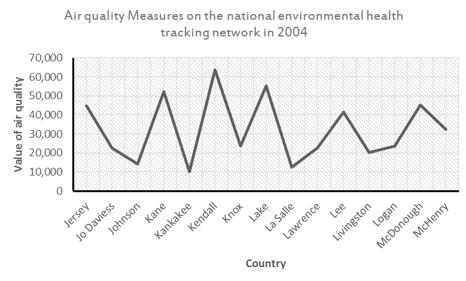 Air quality Measures on the national environmental health
tracking network in 2004
Value of air quality
70,000
60,000
50,000
40,000
30,000
20,000
10,000
0
Jersey
Jo Daviess
Johnson
Kane
Kankakee
Kendall
Knox
Lake
La Salle
Lawrence
Lee
Livingston
Logan
McDonough
McHenry
Country